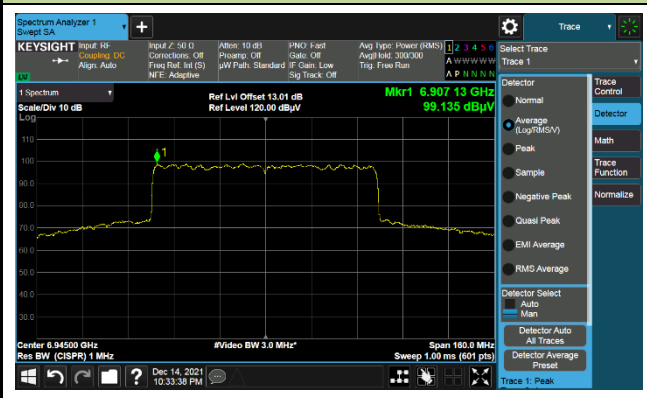 Spectrum Analyzer 1
Swept SA
+
Trace
KEYSIGHT
Input: RF
Coupling: DC
Align: Auto
Input Z: 50 Ω
Corrections: Off
Freq Ref: Int (S)
NFE: Adaptive
Atten: 10 dB
Preamp: Off
µW Path: Standard
PNO: Fast
Gate: Off
IF Gain: Low
Sig Track: Off
Avg Type: Power (RMS)
Avg|Hold: 300/300
Trig: Free Run
1 2 3 4 5 6
A W W W W W
A P N N N N
Select Trace
Trace 1
1 Spectrum
Scale/Div 10 dB
Log
Ref Lvl Offset 13.01 dB
Ref Level 120.00 dBµV
Mkr1 6.907 13 GHz
99.135 dBµV
1
110
100
90.0
80.0
70.0
60.0
50.0
40.0
30.0
Center 6.94500 GHz
Res BW (CISPR) 1 MHz
#Video BW 3.0 MHz*
Span 160.0 MHz
Sweep 1.00 ms (601 pts)
Detector
Normal
Average
(Log/RMS/V)
Peak
Sample
Negative Peak
Quasi Peak
EMI Average
RMS Average
Detector Select
Auto
Man
Detector Auto
All Traces
Detector Average
Preset
Trace 1: Peak
Trace
Control
Detector
Math
Trace
Function
Normalize
?
Dec 14, 2021
10:33:38 PM